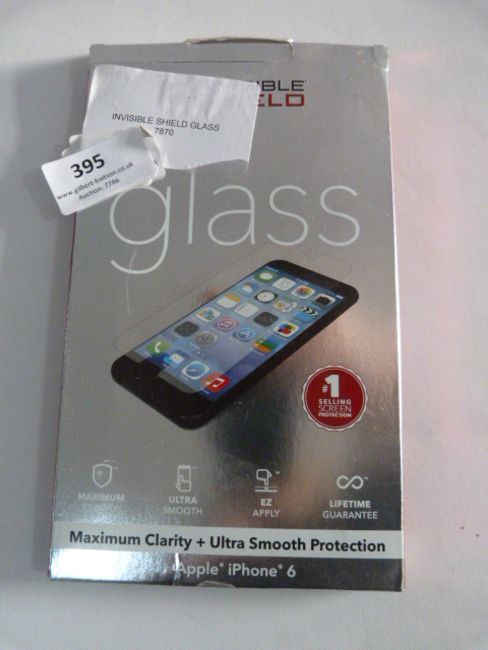 IBLE
ELD
INVISIBLE SHIELD GLASS
7870
395
www.gilbert-baitson.co.uk
Auction: 7786
glass
#1
SELLING
SCREEN
PROTECTION
MAXIMUM
ULTRA
SMOOTH
EZ
APPLY
LIFETIME
GUARANTEE
Maximum Clarity + Ultra Smooth Protection
Apple® iPhone® 6